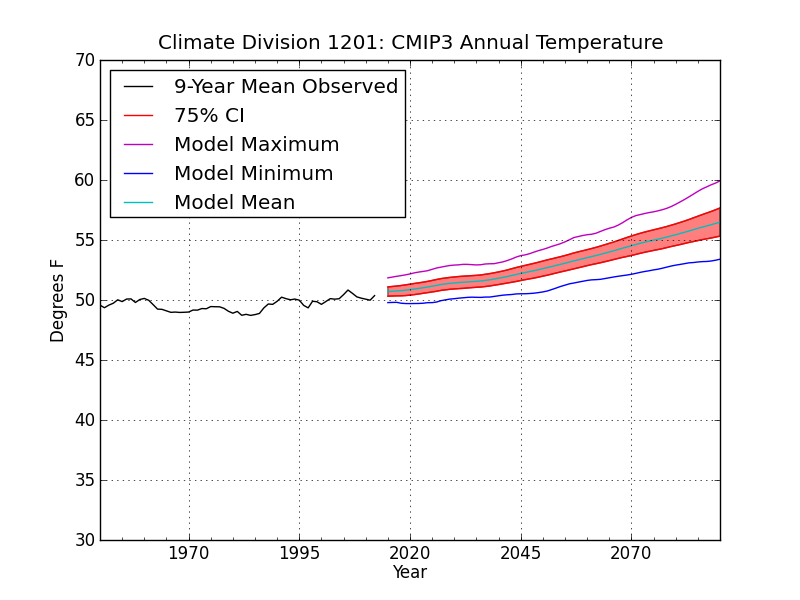 Climate Division 1201: CMIP3 Annual Temperature
70
65
60
55
50
45
40
35
30
Degrees F
9-Year Mean Observed
75% CI
Model Maximum
Model Minimum
Model Mean
1970 1995 2020 2045 2070
Year